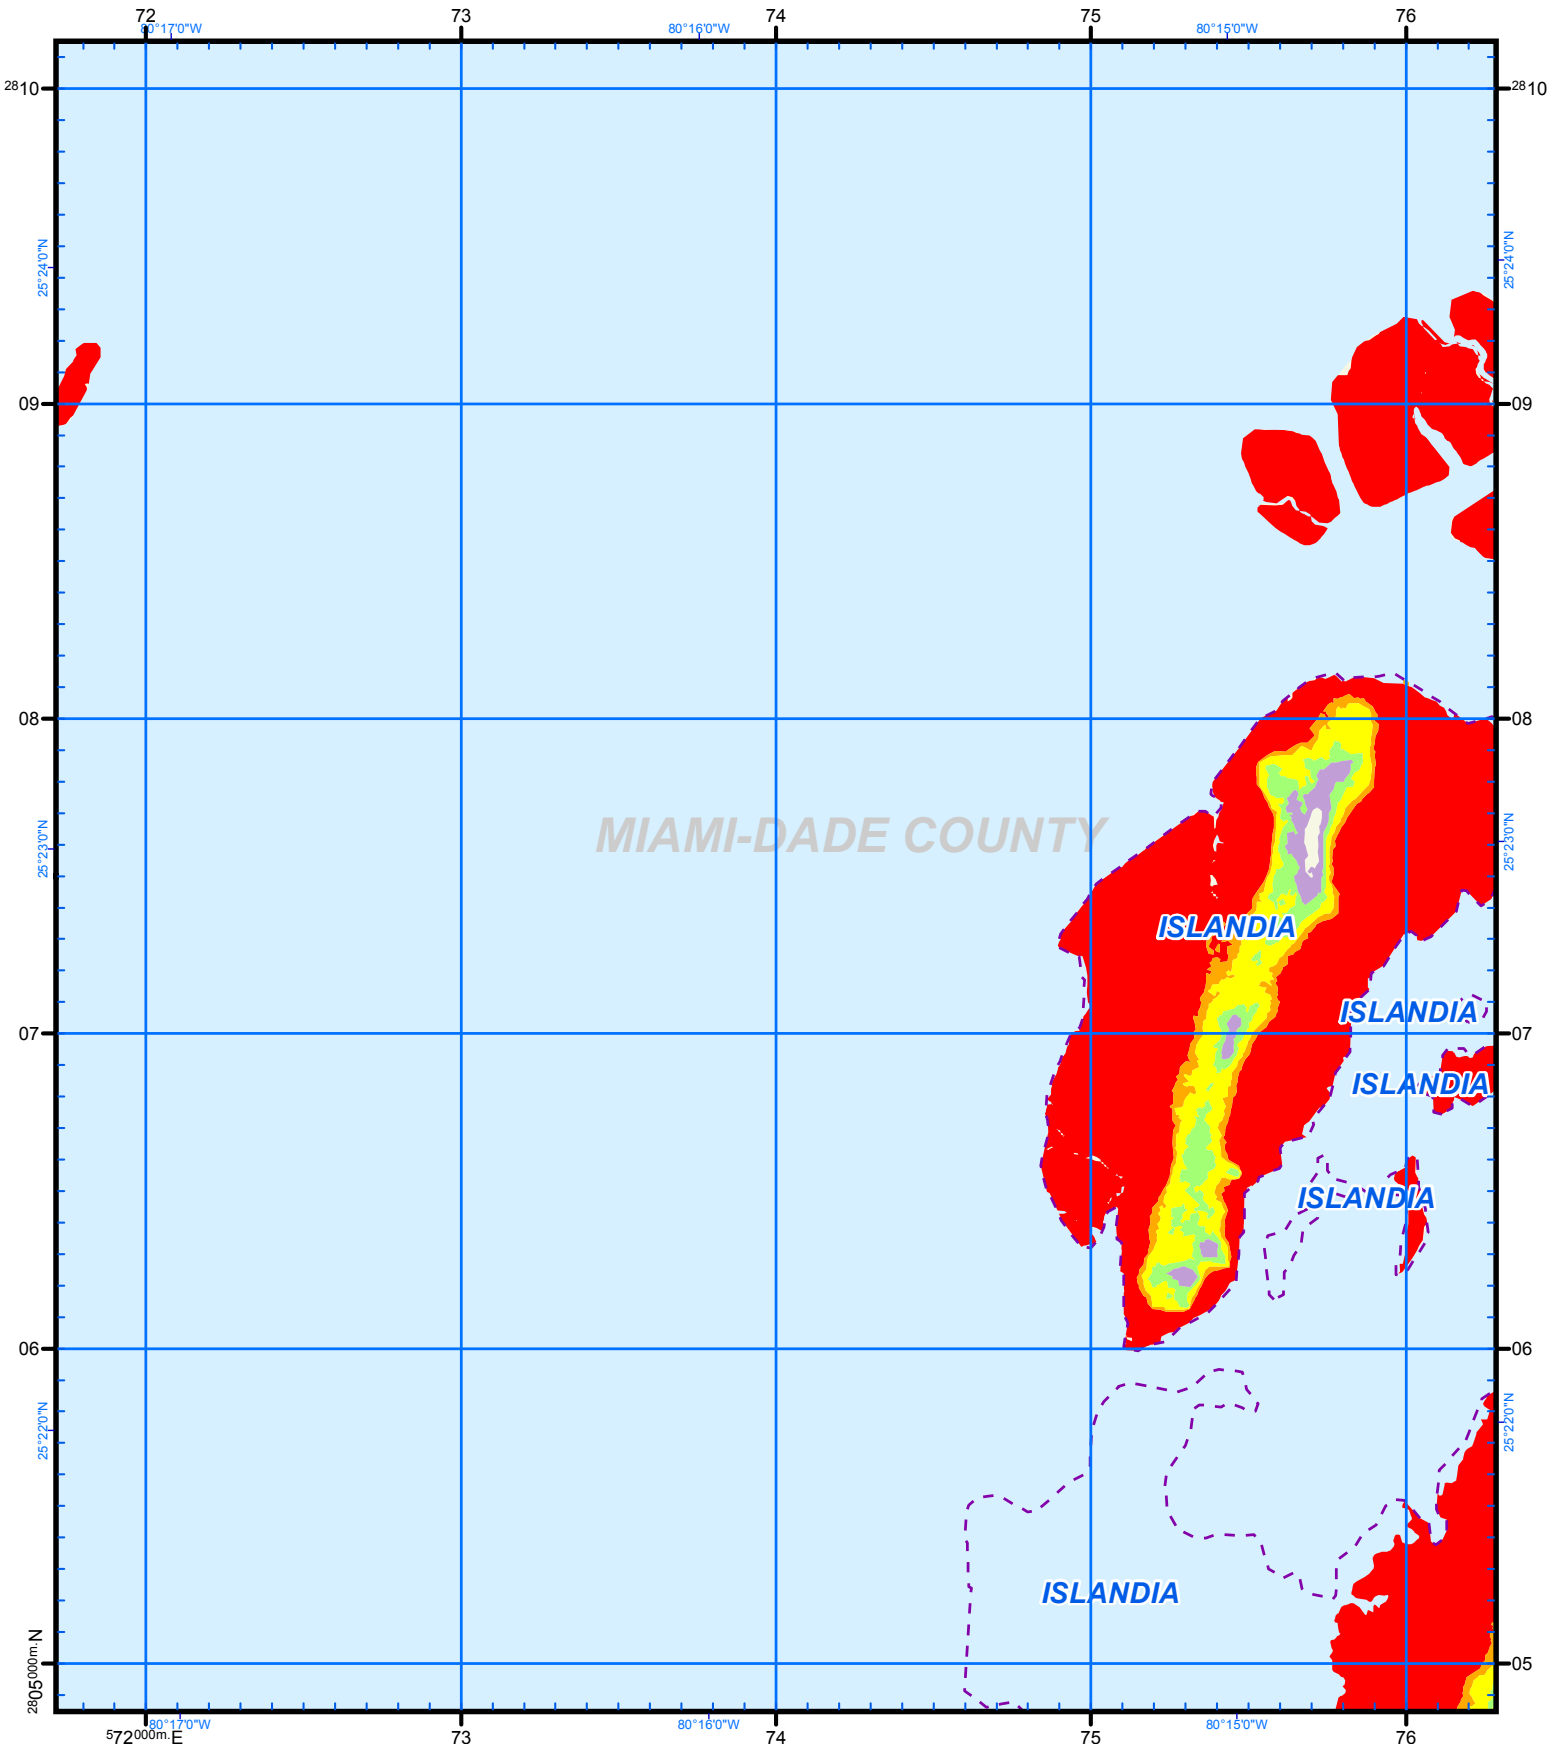 72 73 74 75 76
80°17'0"W 80°16'0"W 80°15'0"W
2810 2810
25°24'0"N 25°24'0"N
09 09
08 08
MIAMI-DADE COUNTY
25°23'0"N 25°23'0"N
ISLANDIA
ISLANDIA
07 07
ISLANDIA
ISLANDIA
06 06
25°22'0"N 25°22'0"N
ISLANDIA
2805000m.N 05
80°17'0"W 80°16'0"W 80°15'0"W
572000m.E 73 74 75 76